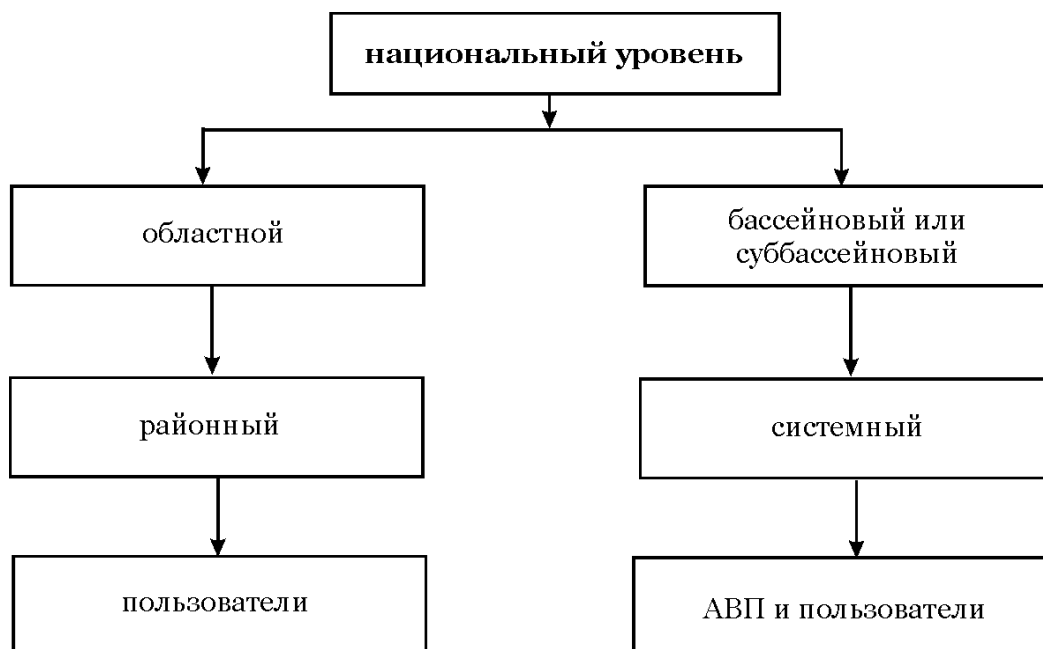 национальный уровень
областной
бассейновый или
суббассейновый
районный
системный
пользователи
АВП и пользователи